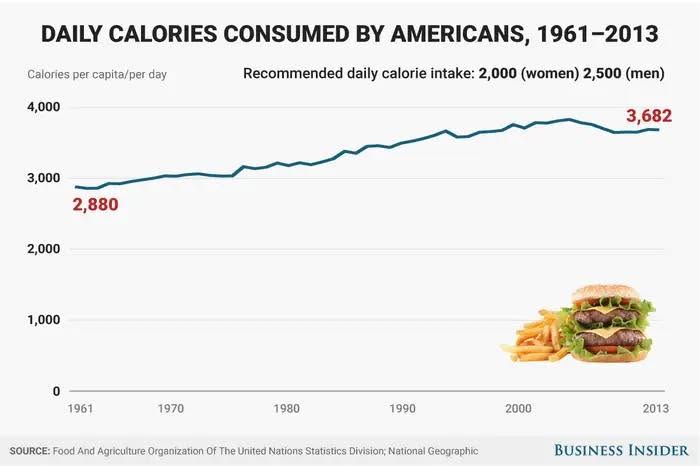 DAILY CALORIES CONSUMED BY AMERICANS, 1961–2013
Calories per capita/per day
Recommended daily calorie intake: 2,000 (women) 2,500 (men)
4,000
3,682
3,000
2,880
2,000
1,000
0
1961 1970 1980 1990 2000 2013
SOURCE: Food And Agriculture Organization Of The United Nations Statistics Division; National Geographic
BUSINESS INSIDER